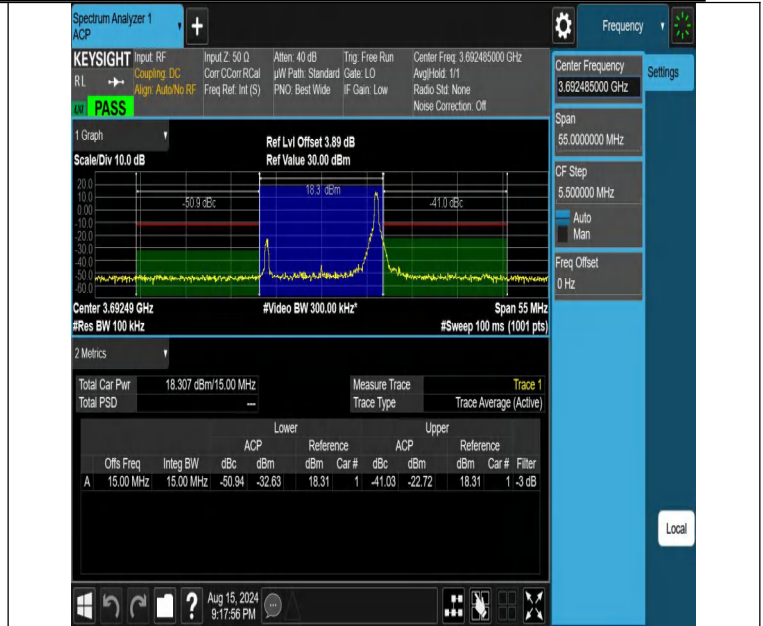 Spectrum Analyzer 1
ACP
Frequency
KEYSIGHT Input: RF Input Z: 50 Ω Atten: 40 dB Trig: Free Run Center Freq: 3.692485000 GHz
RL Coupling: DC Corr CCorr RCal µW Path: Standard Gate: LO Avg|Hold: 1/1
Align: Auto/No RF Freq Ref: Int (S) PNO: Best Wide IF Gain: Low Radio Std: None
PASS Noise Correction: Off
Center Frequency
3.692485000 GHz
Settings
Span
55.0000000 MHz
CF Step
5.500000 MHz
Auto
Man
Freq Offset
0 Hz
1 Graph
Ref Lvl Offset 3.89 dB
Scale/Div 10.0 dB Ref Value 30.00 dBm
20.0
10.0
0.00
-10.0
-20.0
-30.0
-40.0
-50.0
-60.0
-50.9 dBc 18.3 dBm -41.0 dBc
Center 3.69249 GHz #Video BW 300.00 kHz* Span 55 MHz
#Res BW 100 kHz #Sweep 100 ms (1001 pts)
2 Metrics
Total Car Pwr 18.307 dBm/15.00 MHz Measure Trace Trace 1
Total PSD --- Trace Type Trace Average (Active)
Lower Upper
ACP Reference ACP Reference
Offs Freq Integ BW dBc dBm dBm Car # dBc dBm dBm Car # Filter
A 15.00 MHz 15.00 MHz -50.94 -32.63 18.31 1 -41.03 -22.72 18.31 1 -3 dB
Local
? Aug 15, 2024
9:17:56 PM